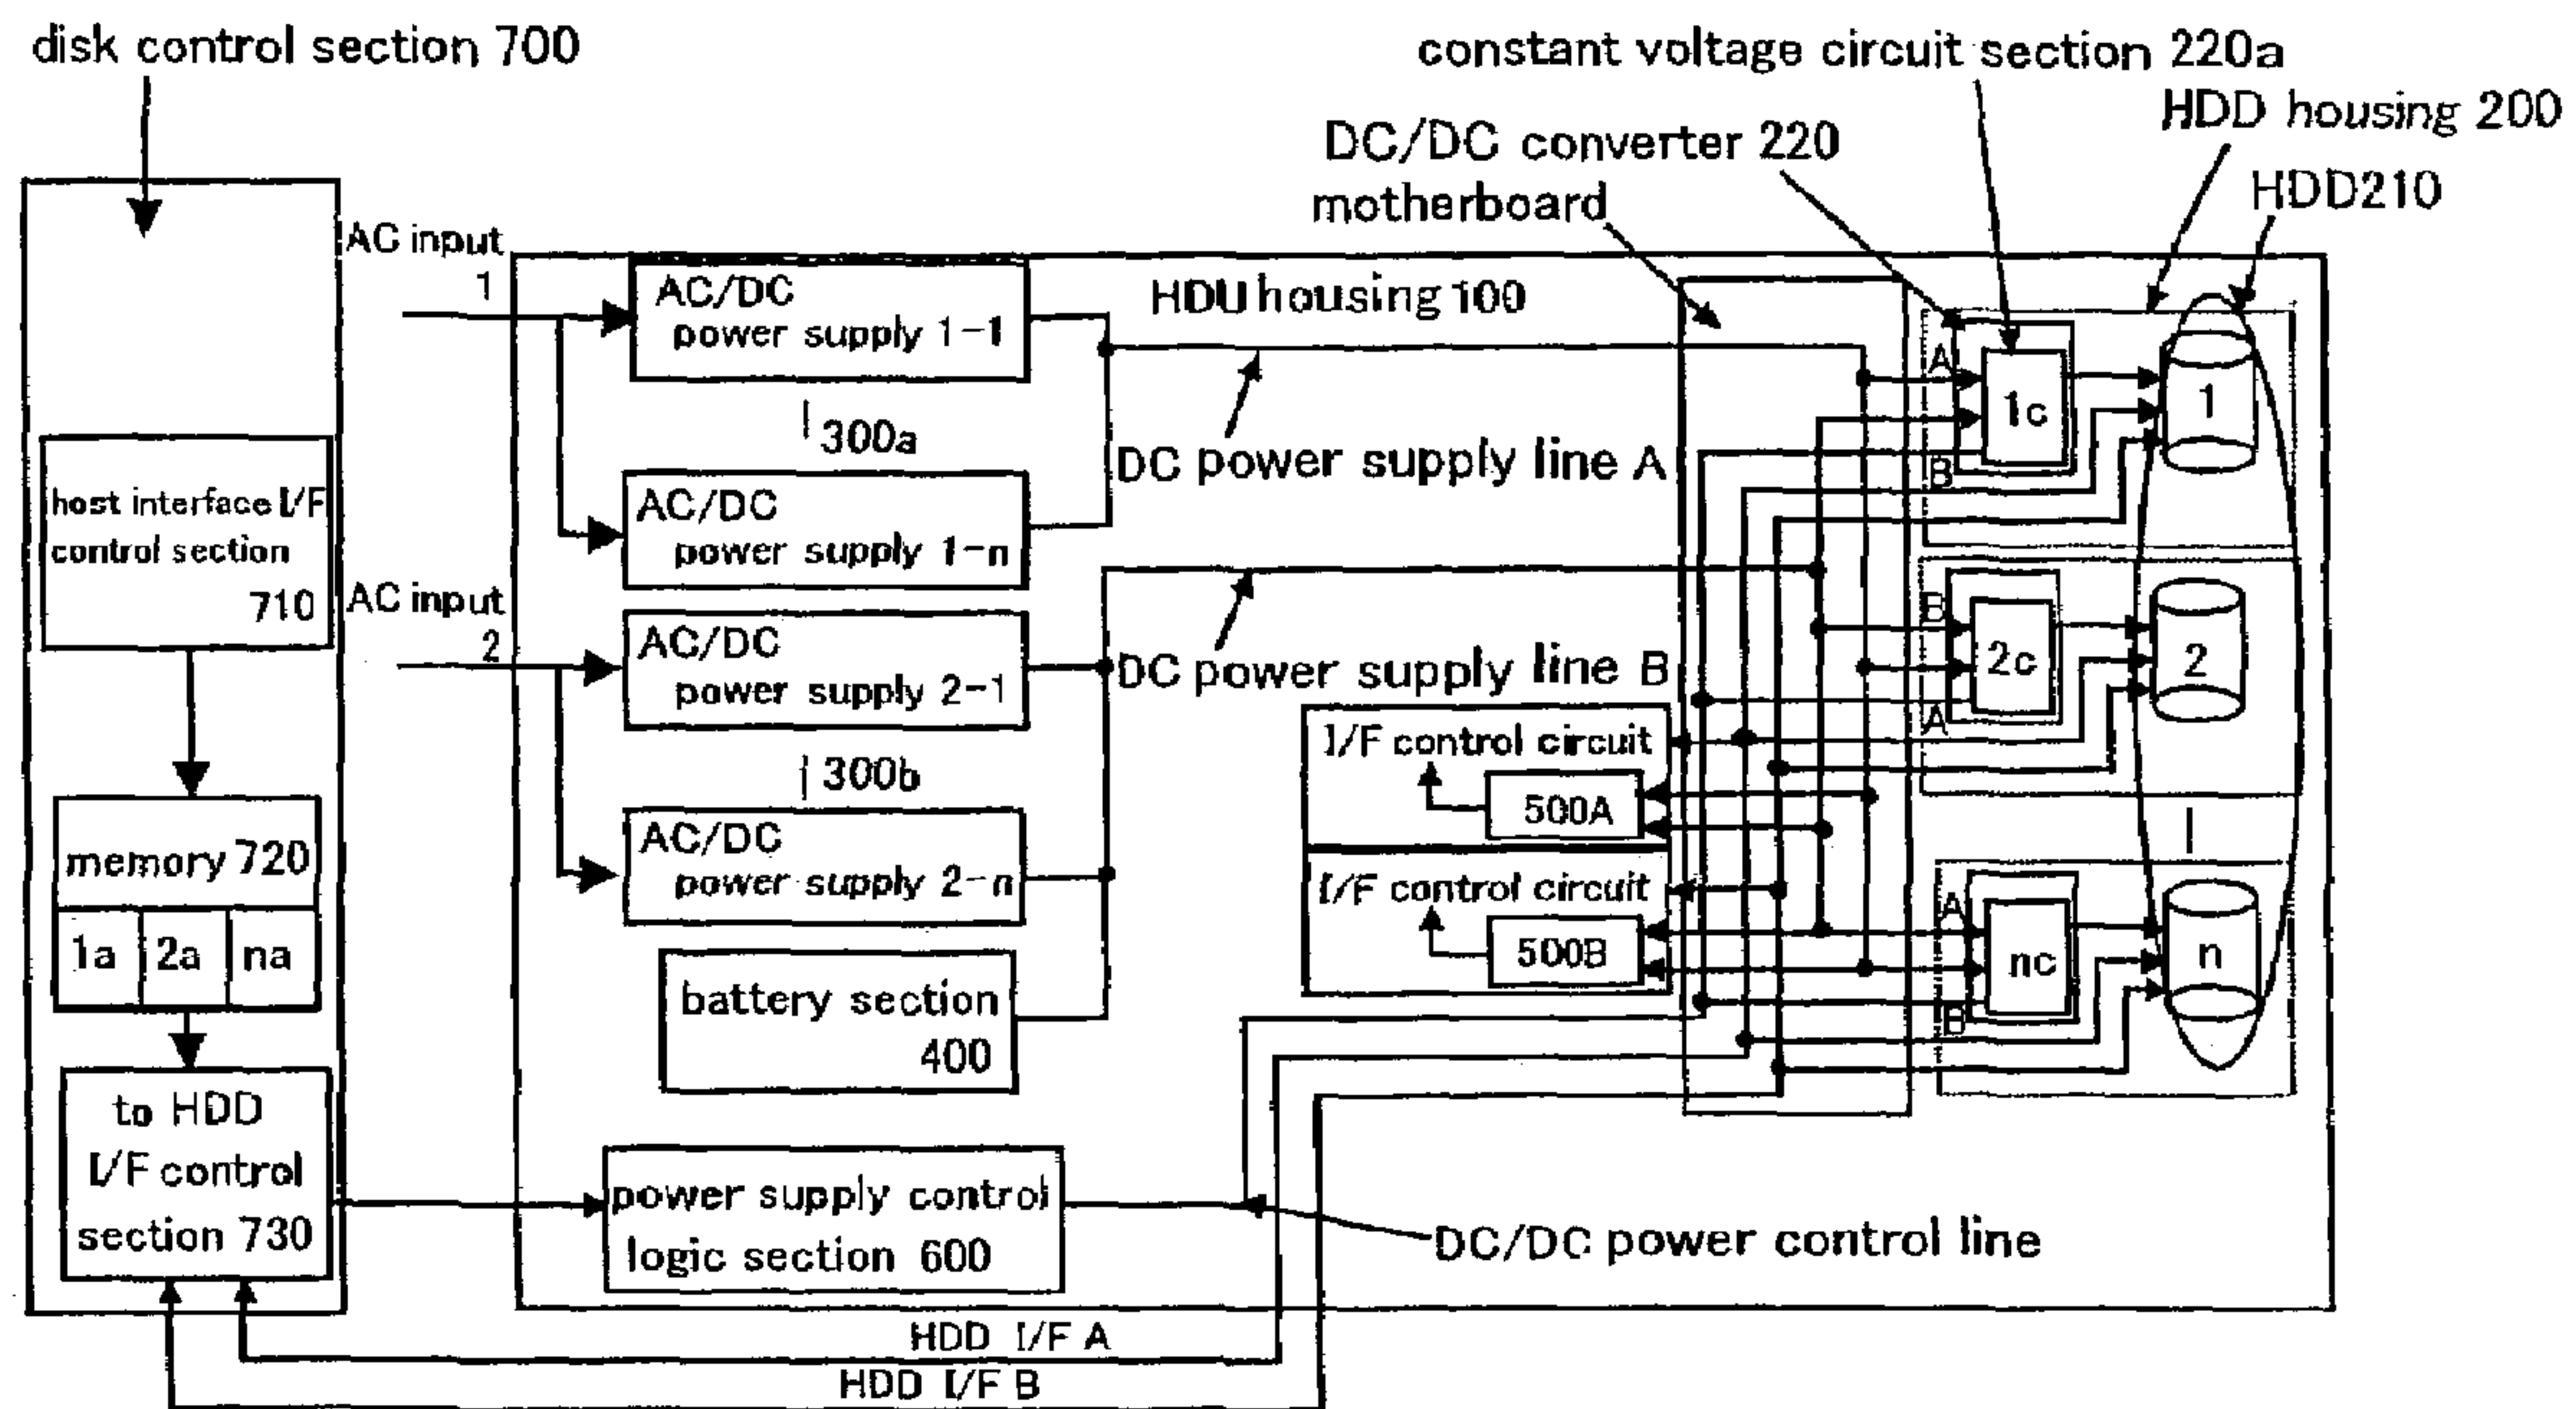 disk control section 700
constant voltage circuit section 220a
HDD housing 200
DC/DC converter 220
HDD210
motherboard
AC input
1
AC/DC
power supply 1-1
HDU housing 100
300a
DC power supply line A
AC/DC
power supply 1-n
host interface I/F
control section
710
AC input
2
AC/DC
power supply 2-1
DC power supply line B
300b
AC/DC
power supply 2-n
I/F control circuit
500A
I/F control circuit
500B
memory 720
1a 2a na
battery section
400
to HDD
I/F control
section 730
power supply control
logic section 600
DC/DC power control line
HDD I/F A
HDD I/F B
A
1c
B
1
B
2c
A
2
A
nc
B
n